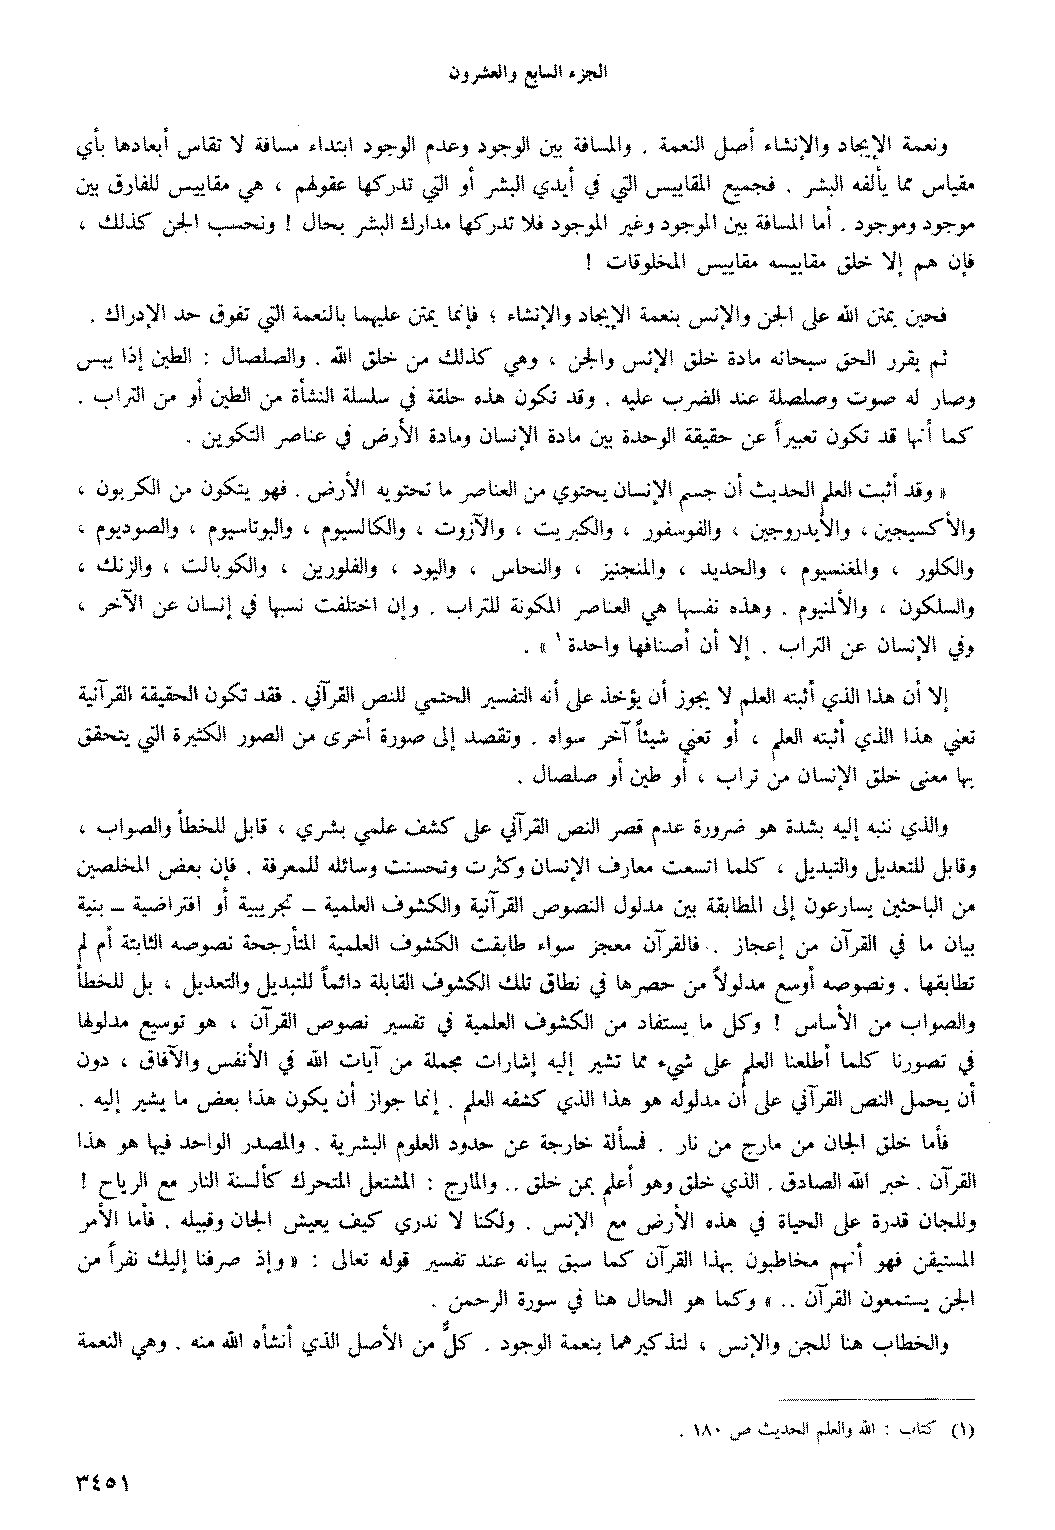 الجزء السابع والعشرون
ونعمة الإيجاد والإنشاء أصل النعمة . والمسافة بين الوجود وعدم الوجود ابتداء مسافة لا تقاس أبعادها بأي
مقياس مما يألفه البشر . فجميع المقاييس التي في أيدي البشر أو التي تدركها عقولهم ، هي مقاييس للفارق بين
موجود وموجود . أما المسافة بين الموجود وغير الموجود فلا تدركها مدارك البشر بحال ! ونحسب الجن كذلك ،
فإن هم إلا خلق مقاييسه مقاييس المخلوقات !
فحين يمتن الله على الجن والإنس بنعمة الإيجاد والإنشاء ؛ فإنما يمتن عليهما بالنعمة التي تفوق حد الإدراك .
ثم يقرر الحق سبحانه مادة خلق الإنس والجن ، وهي كذلك من خلق الله . والصلصال : الطين إذا يبس
وصار له صوت وصلصلة عند الضرب عليه . وقد تكون هذه حلقة في سلسلة النشأة من الطين أو من التراب .
كما أنها قد تكون تعبيراً عن حقيقة الوحدة بين مادة الإنسان ومادة الأرض في عناصر التكوين .
« وقد أثبت العلم الحديث أن جسم الإنسان يحتوي من العناصر ما تحتويه الأرض . فهو يتكون من الكربون ،
والأكسيجين ، والأيدروجين ، والفوسفور ، والكبريت ، والآزوت ، والكالسيوم ، والبوتاسيوم ، والصوديوم ،
والكلور ، والمغنسيوم ، والحديد ، والمنجنيز ، والنحاس ، واليود ، والفلورين ، والكوبالت ، والزنك ،
والسلكون ، والألمنيوم . وهذه نفسها هي العناصر المكونة للتراب . وإن اختلفت نسبها في إنسان عن الآخر ،
وفي الإنسان عن التراب . إلا أن أصنافها واحدة ١ » .
إلا أن هذا الذي أثبته العلم لا يجوز أن يؤخذ على أنه التفسير الحتمي للنص القرآني . فقد تكون الحقيقة القرآنية
تعني هذا الذي أثبته العلم ، أو تعني شيئاً آخر سواه . وتقصد إلى صورة أخرى من الصور الكثيرة التي يتحقق
بها معنى خلق الإنسان من تراب ، أو طين أو صلصال .
والذي ننبه إليه بشدة هو ضرورة عدم قصر النص القرآني على كشف علمي بشري ، قابل للخطأ والصواب ،
وقابل للتعديل والتبديل ، كلما اتسعت معارف الإنسان وكثرت وتحسنت وسائله للمعرفة . فإن بعض المخلصين
من الباحثين يسارعون إلى المطابقة بين مدلول النصوص القرآنية والكشوف العلمية – تجريبية أو افتراضية – بنية
بيان ما في القرآن من إعجاز . فالقرآن معجز سواء طابقت الكشوف العلمية المتأرجحة نصوصه الثابتة أم لم
تطابقها . ونصوصه أوسع مدلولاً من حصرها في نطاق تلك الكشوف القابلة دائماً للتبديل والتعديل ، بل للخطأ
والصواب من الأساس ! وكل ما يستفاد من الكشوف العلمية في تفسير نصوص القرآن ، هو توسيع مدلولها
في تصورنا كلما أطلعنا العلم على شيء مما تشير إليه إشارات مجملة من آيات الله في الأنفس والآفاق ، دون
أن يحمل النص القرآني على أن مدلوله هو هذا الذي كشفه العلم . إنما جواز أن يكون هذا بعض ما يشير إليه .
فأما خلق الجان من مارج من نار . فمسألة خارجة عن حدود العلوم البشرية . والمصدر الواحد فيها هو هذا
القرآن . خبر الله الصادق . الذي خلق وهو أعلم بمن خلق .. والمارج : المشتعل المتحرك كألسنة النار مع الرياح !
وللجان قدرة على الحياة في هذه الأرض مع الإنس . ولكنا لا ندري كيف يعيش الجان وقبيله . فأما الأمر
المستيقن فهو أنهم مخاطبون بهذا القرآن كما سبق بيانه عند تفسير قوله تعالى : « وإذ صرفنا إليك نفراً من
الجن يستمعون القرآن .. » وكما هو الحال هنا في سورة الرحمن .
والخطاب هنا للجن والإنس ، لتذكيرهما بنعمة الوجود . كلٌّ من الأصل الذي أنشأه الله منه . وهي النعمة
(١) كتاب : الله والعلم الحديث ص ١٨٠ .
٣٤٥١